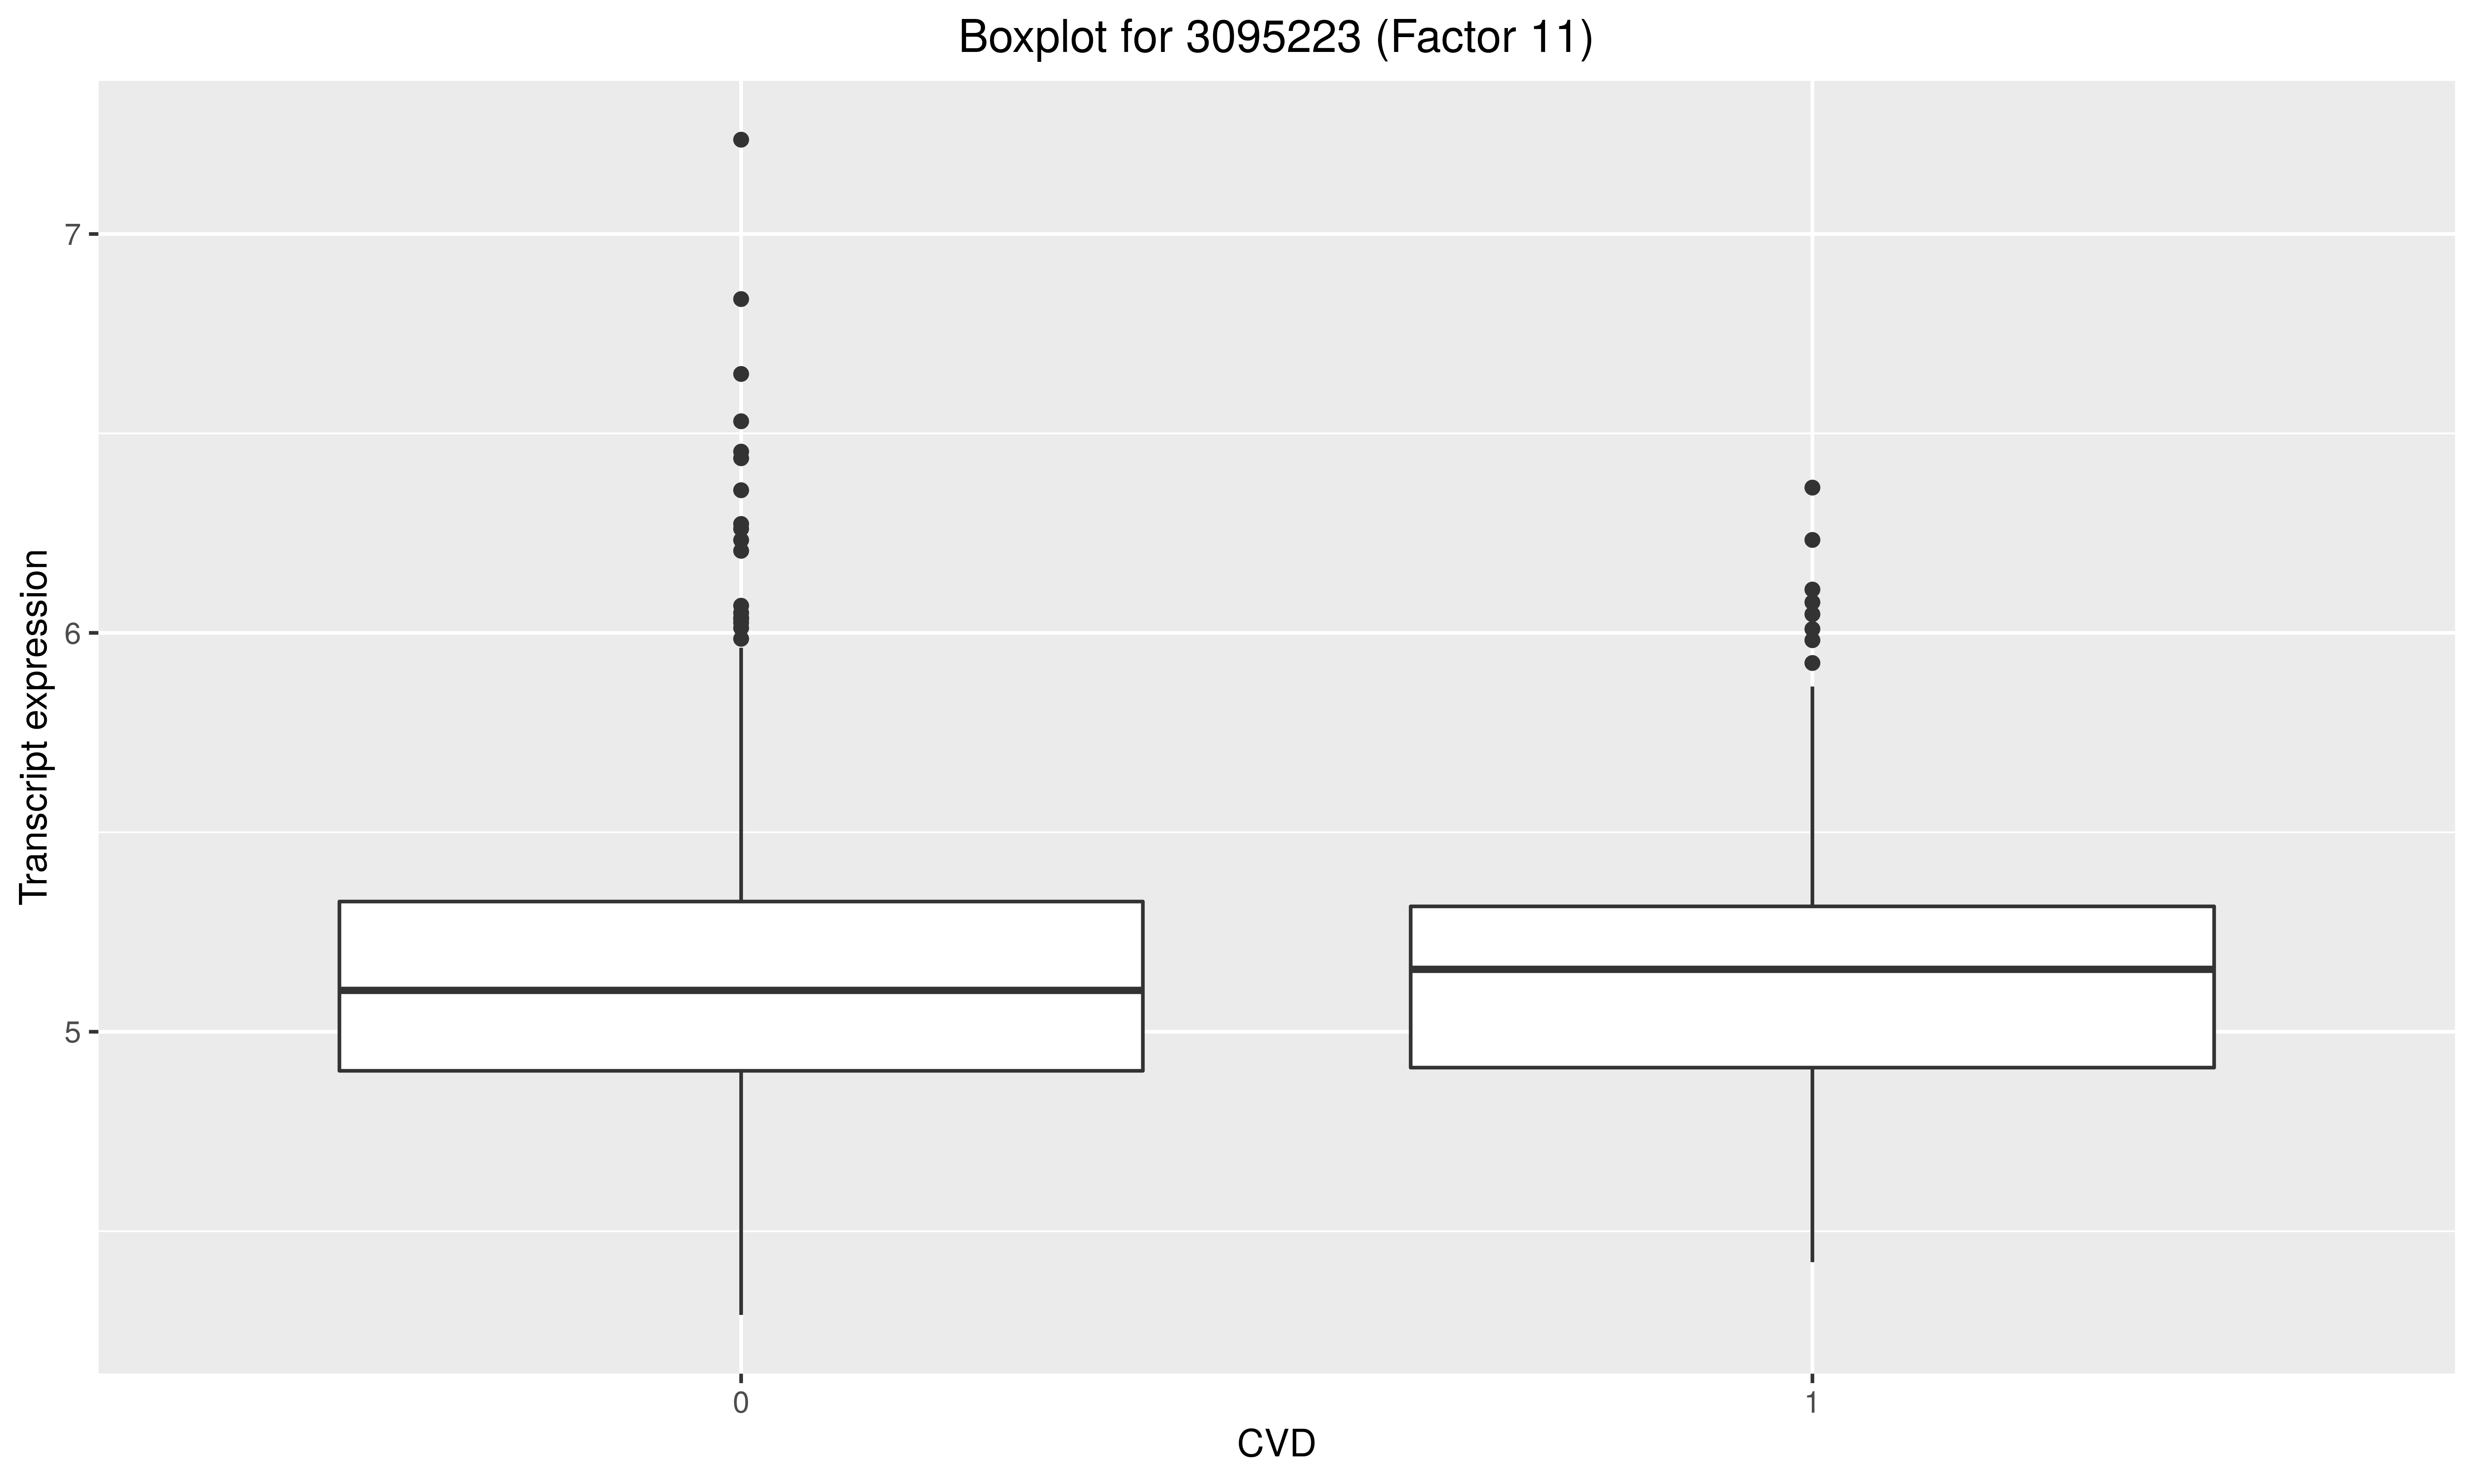 Boxplot for 3095223 (Factor 11)
Transcript expression
7
6
5
0
1
CVD